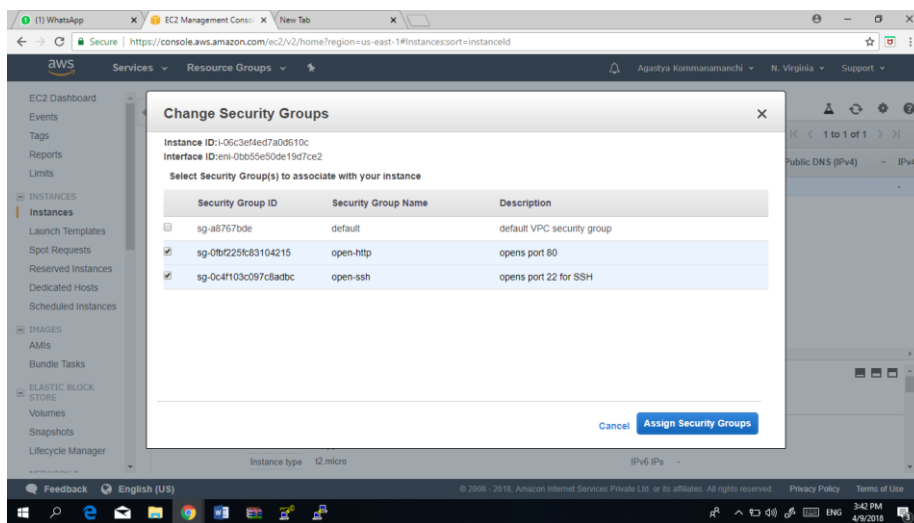 (1) WhatsApp
EC2 Management Consol
New Tab
Secure
https://console.aws.amazon.com/ec2/v2/home?region=us-east-1#Instances:sort=instanceId
aws
Services
Resource Groups
Agastya Kommanamanchi
N. Virginia
Support
EC2 Dashboard
Events
Tags
Reports
Limits
INSTANCES
Instances
Launch Templates
Spot Requests
Reserved Instances
Dedicated Hosts
Scheduled Instances
IMAGES
AMIs
Bundle Tasks
ELASTIC BLOCK
STORE
Volumes
Snapshots
Lifecycle Manager
1 to 1 of 1
Public DNS (IPv4)
IPv4
Change Security Groups
Instance ID:i-06c3ef4ed7a0d610c
Interface ID:eni-0bb55e50de19d7ce2
Select Security Group(s) to associate with your instance
Security Group ID Security Group Name Description
sg-a8767bde default default VPC security group
sg-0fbf225fc83104215 open-http opens port 80
sg-0c4f103c097c8adbc open-ssh opens port 22 for SSH
Cancel
Assign Security Groups
Instance type t2.micro IPv6 IPs -
Feedback
English (US)
© 2008 - 2018, Amazon Internet Services Private Ltd. or its affiliates. All rights reserved.
Privacy Policy
Terms of Use
ENG
3:42 PM
4/9/2018